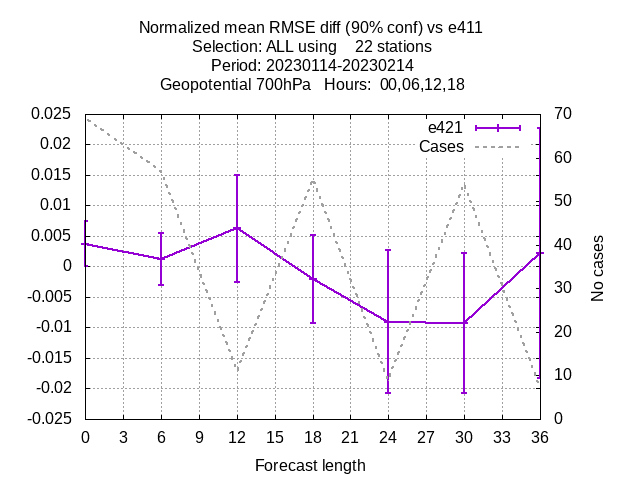 Normalized mean RMSE diff (90% conf) vs e411
Selection: ALL using    22 stations
Period: 20230114-20230214
Geopotential 700hPa   Hours:  00,06,12,18
0.025
0.02
0.015
0.01
0.005
0
-0.005
-0.01
-0.015
-0.02
-0.025
e421
Cases
70
60
50
40
30
20
10
0
No cases
0 3 6 9 12 15 18 21 24 27 30 33 36
Forecast length